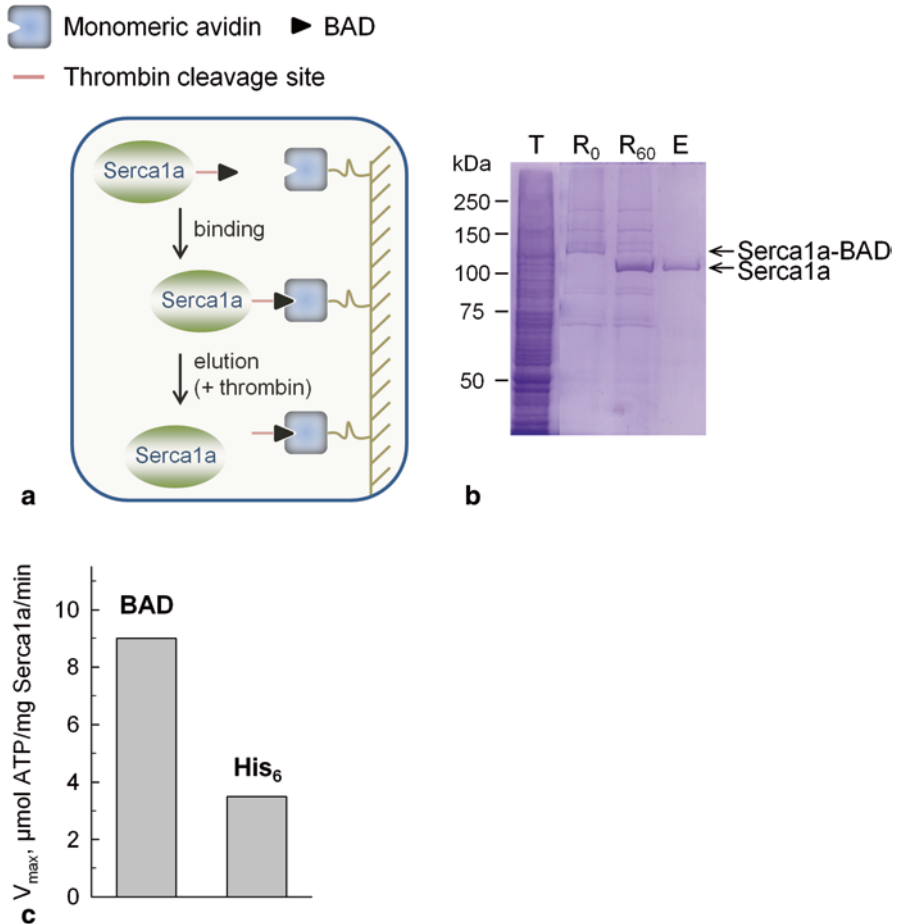 a
Monomeric avidin BAD
Thrombin cleavage site
Serca1a
binding
Serca1a
elution
(+ thrombin)
Serca1a
b
T R₀ R₆₀ E
kDa
250
150
100
75
50
Serca1a-BAD
Serca1a
c
Vmax, µmol ATP/mg Serca1a/min
10
8
6
4
2
0
BAD
His₆